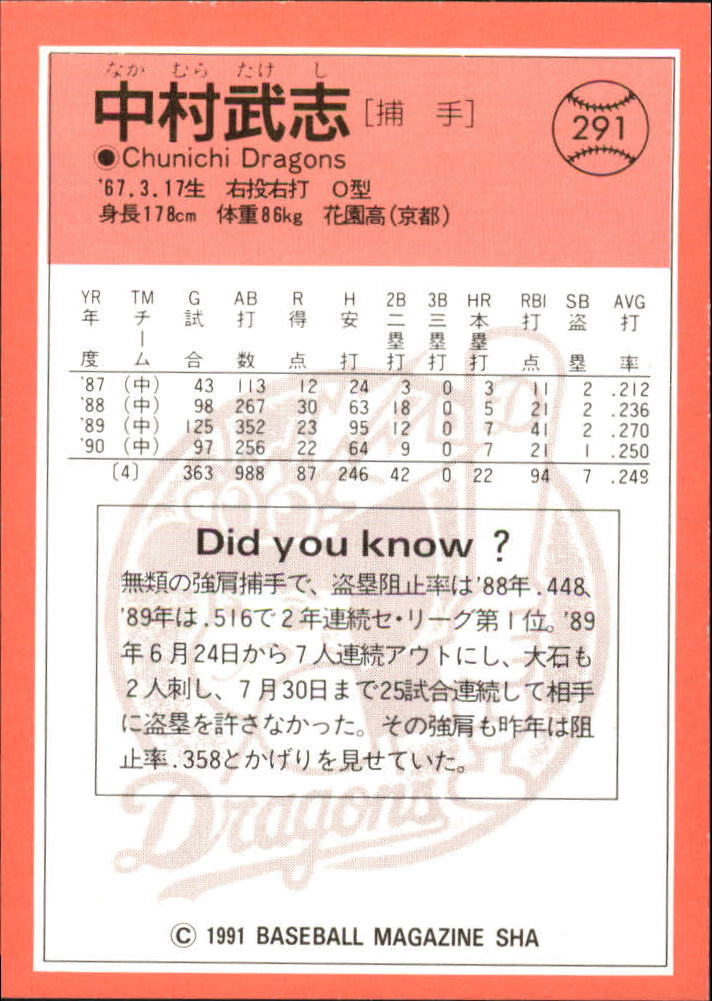 なか むら たけ し
中村武志 [捕 手]
291
◉Chunichi Dragons
'67.3.17生 右投右打 O型
身長178cm 体重86kg 花園高(京都)
YR TM G AB R H 2B 3B HR RBI SB AVG
年度 チーム 試合 打数 得点 安打 二塁打 三塁打 本塁打 打点 盗塁 打率
'87 (中) 43 113 12 24 3 0 3 11 2 .212
'88 (中) 98 267 30 63 18 0 5 21 2 .236
'89 (中) 125 352 23 95 12 0 7 41 2 .270
'90 (中) 97 256 22 64 9 0 7 21 1 .250
(4) 363 988 87 246 42 0 22 94 7 .249
Did you know ?
無類の強肩捕手で、盗塁阻止率は'88年.448、
'89年は.516で2年連続セ・リーグ第1位。'89
年6月24日から7人連続アウトにし、大石も
2人刺し、7月30日まで25試合連続して相手
に盗塁を許さなかった。その強肩も昨年は阻
止率.358とかげりを見せていた。
Dragons
© 1991 BASEBALL MAGAZINE SHA